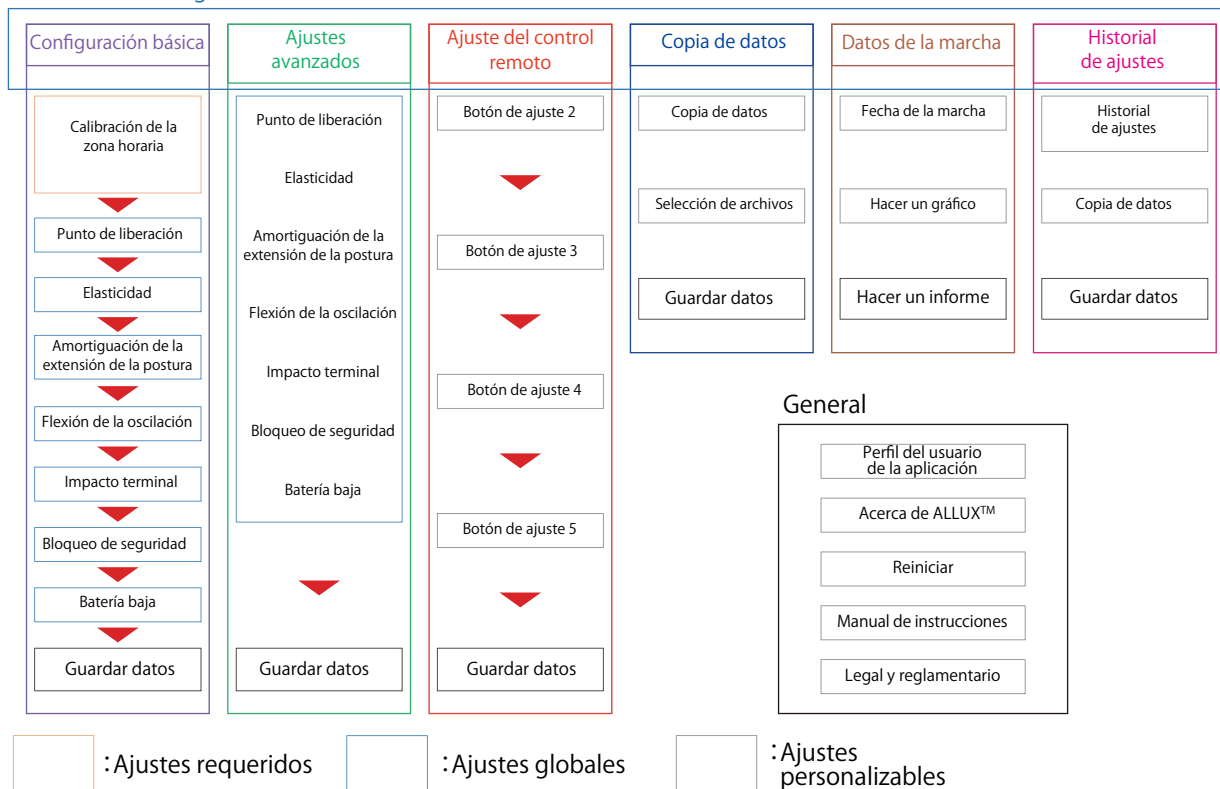 Configuración básica
Ajustes
avanzados
Ajuste del control
remoto
Copia de datos
Datos de la marcha
Historial
de ajustes
Calibración de la
zona horaria
Punto de liberación
Elasticidad
Amortiguación de la
extensión de la postura
Flexión de la oscilación
Impacto terminal
Bloqueo de seguridad
Batería baja
Guardar datos
Punto de liberación
Elasticidad
Amortiguación de la
extensión de la postura
Flexión de la oscilación
Impacto terminal
Bloqueo de seguridad
Batería baja
Guardar datos
Botón de ajuste 2
Botón de ajuste 3
Botón de ajuste 4
Botón de ajuste 5
Guardar datos
Copia de datos
Selección de archivos
Guardar datos
Fecha de la marcha
Hacer un gráfico
Hacer un informe
Historial
de ajustes
Copia de datos
Guardar datos
General
Perfil del usuario
de la aplicación
Acerca de ALLUX™
Reiniciar
Manual de instrucciones
Legal y reglamentario
:Ajustes requeridos
:Ajustes globales
:Ajustes
personalizables